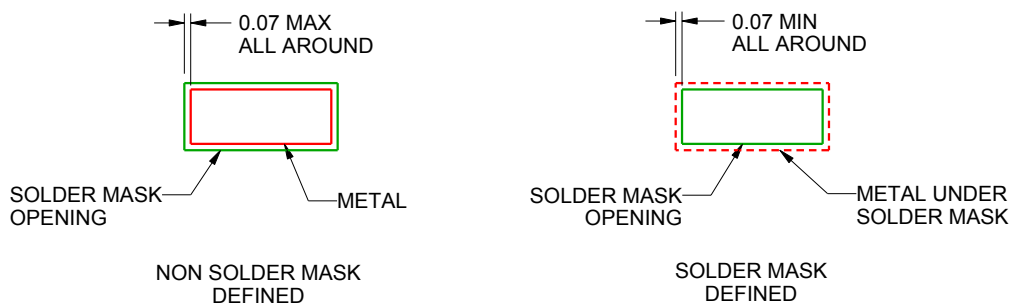 0.07 MAX
ALL AROUND
SOLDER MASK
OPENING
METAL
NON SOLDER MASK
DEFINED
0.07 MIN
ALL AROUND
SOLDER MASK
OPENING
METAL UNDER
SOLDER MASK
SOLDER MASK
DEFINED